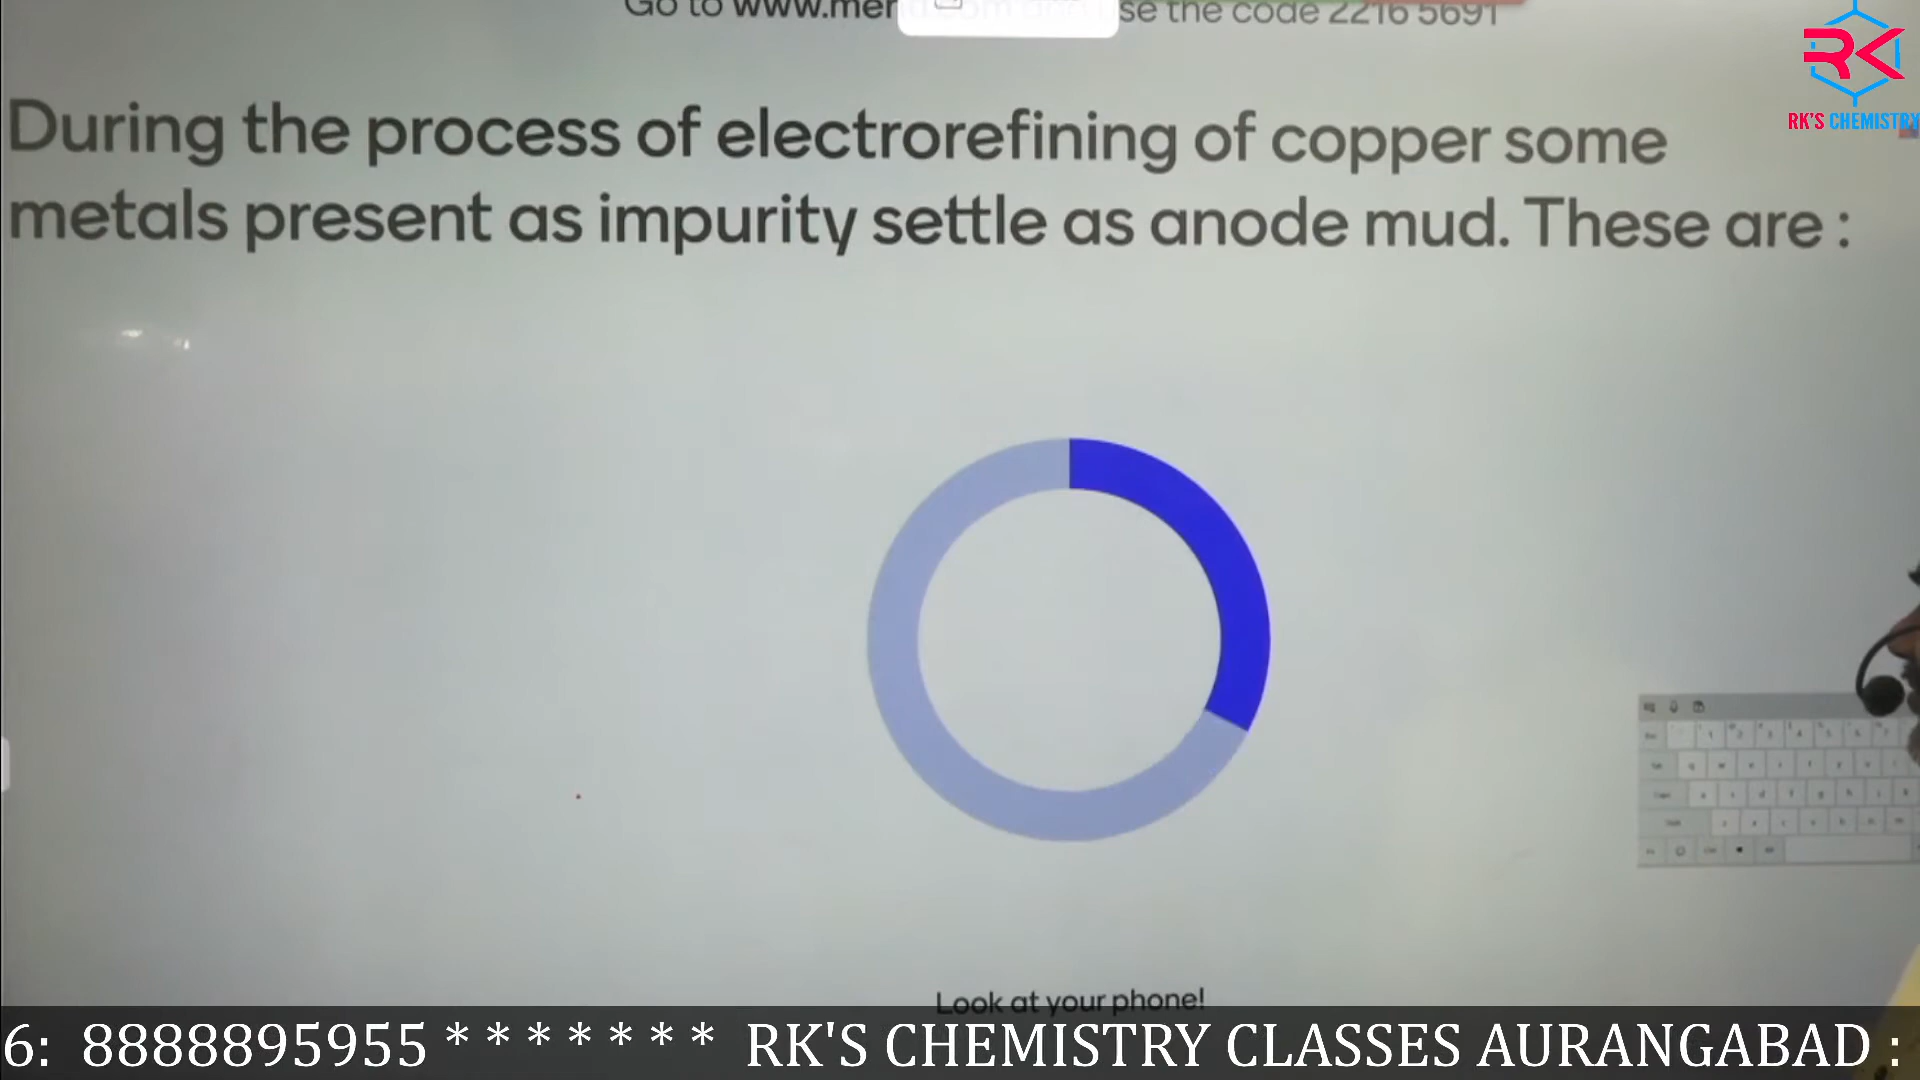 Go to www.me se the code 2216 5691
RK
RK'S CHEMISTRY
During the process of electrorefining of copper some
metals present as impurity settle as anode mud. These are :
Look at your phone!
6: 8888895955 * * * * * * * RK'S CHEMISTRY CLASSES AURANGABAD :